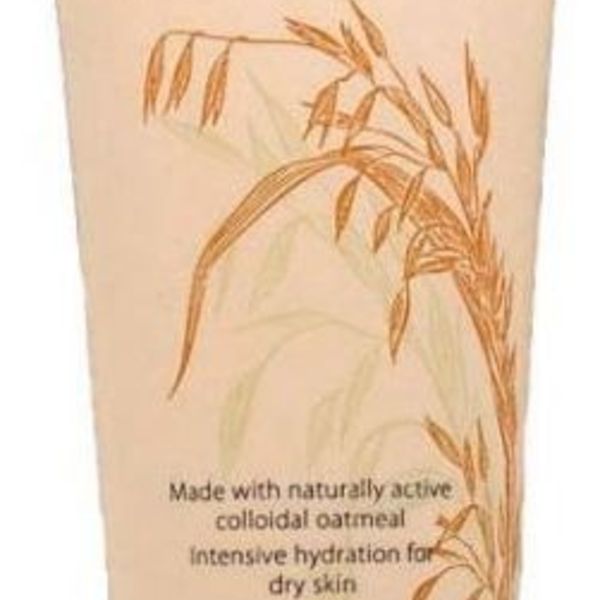 Made with naturally active
colloidal oatmeal
Intensive hydration for
dry skin